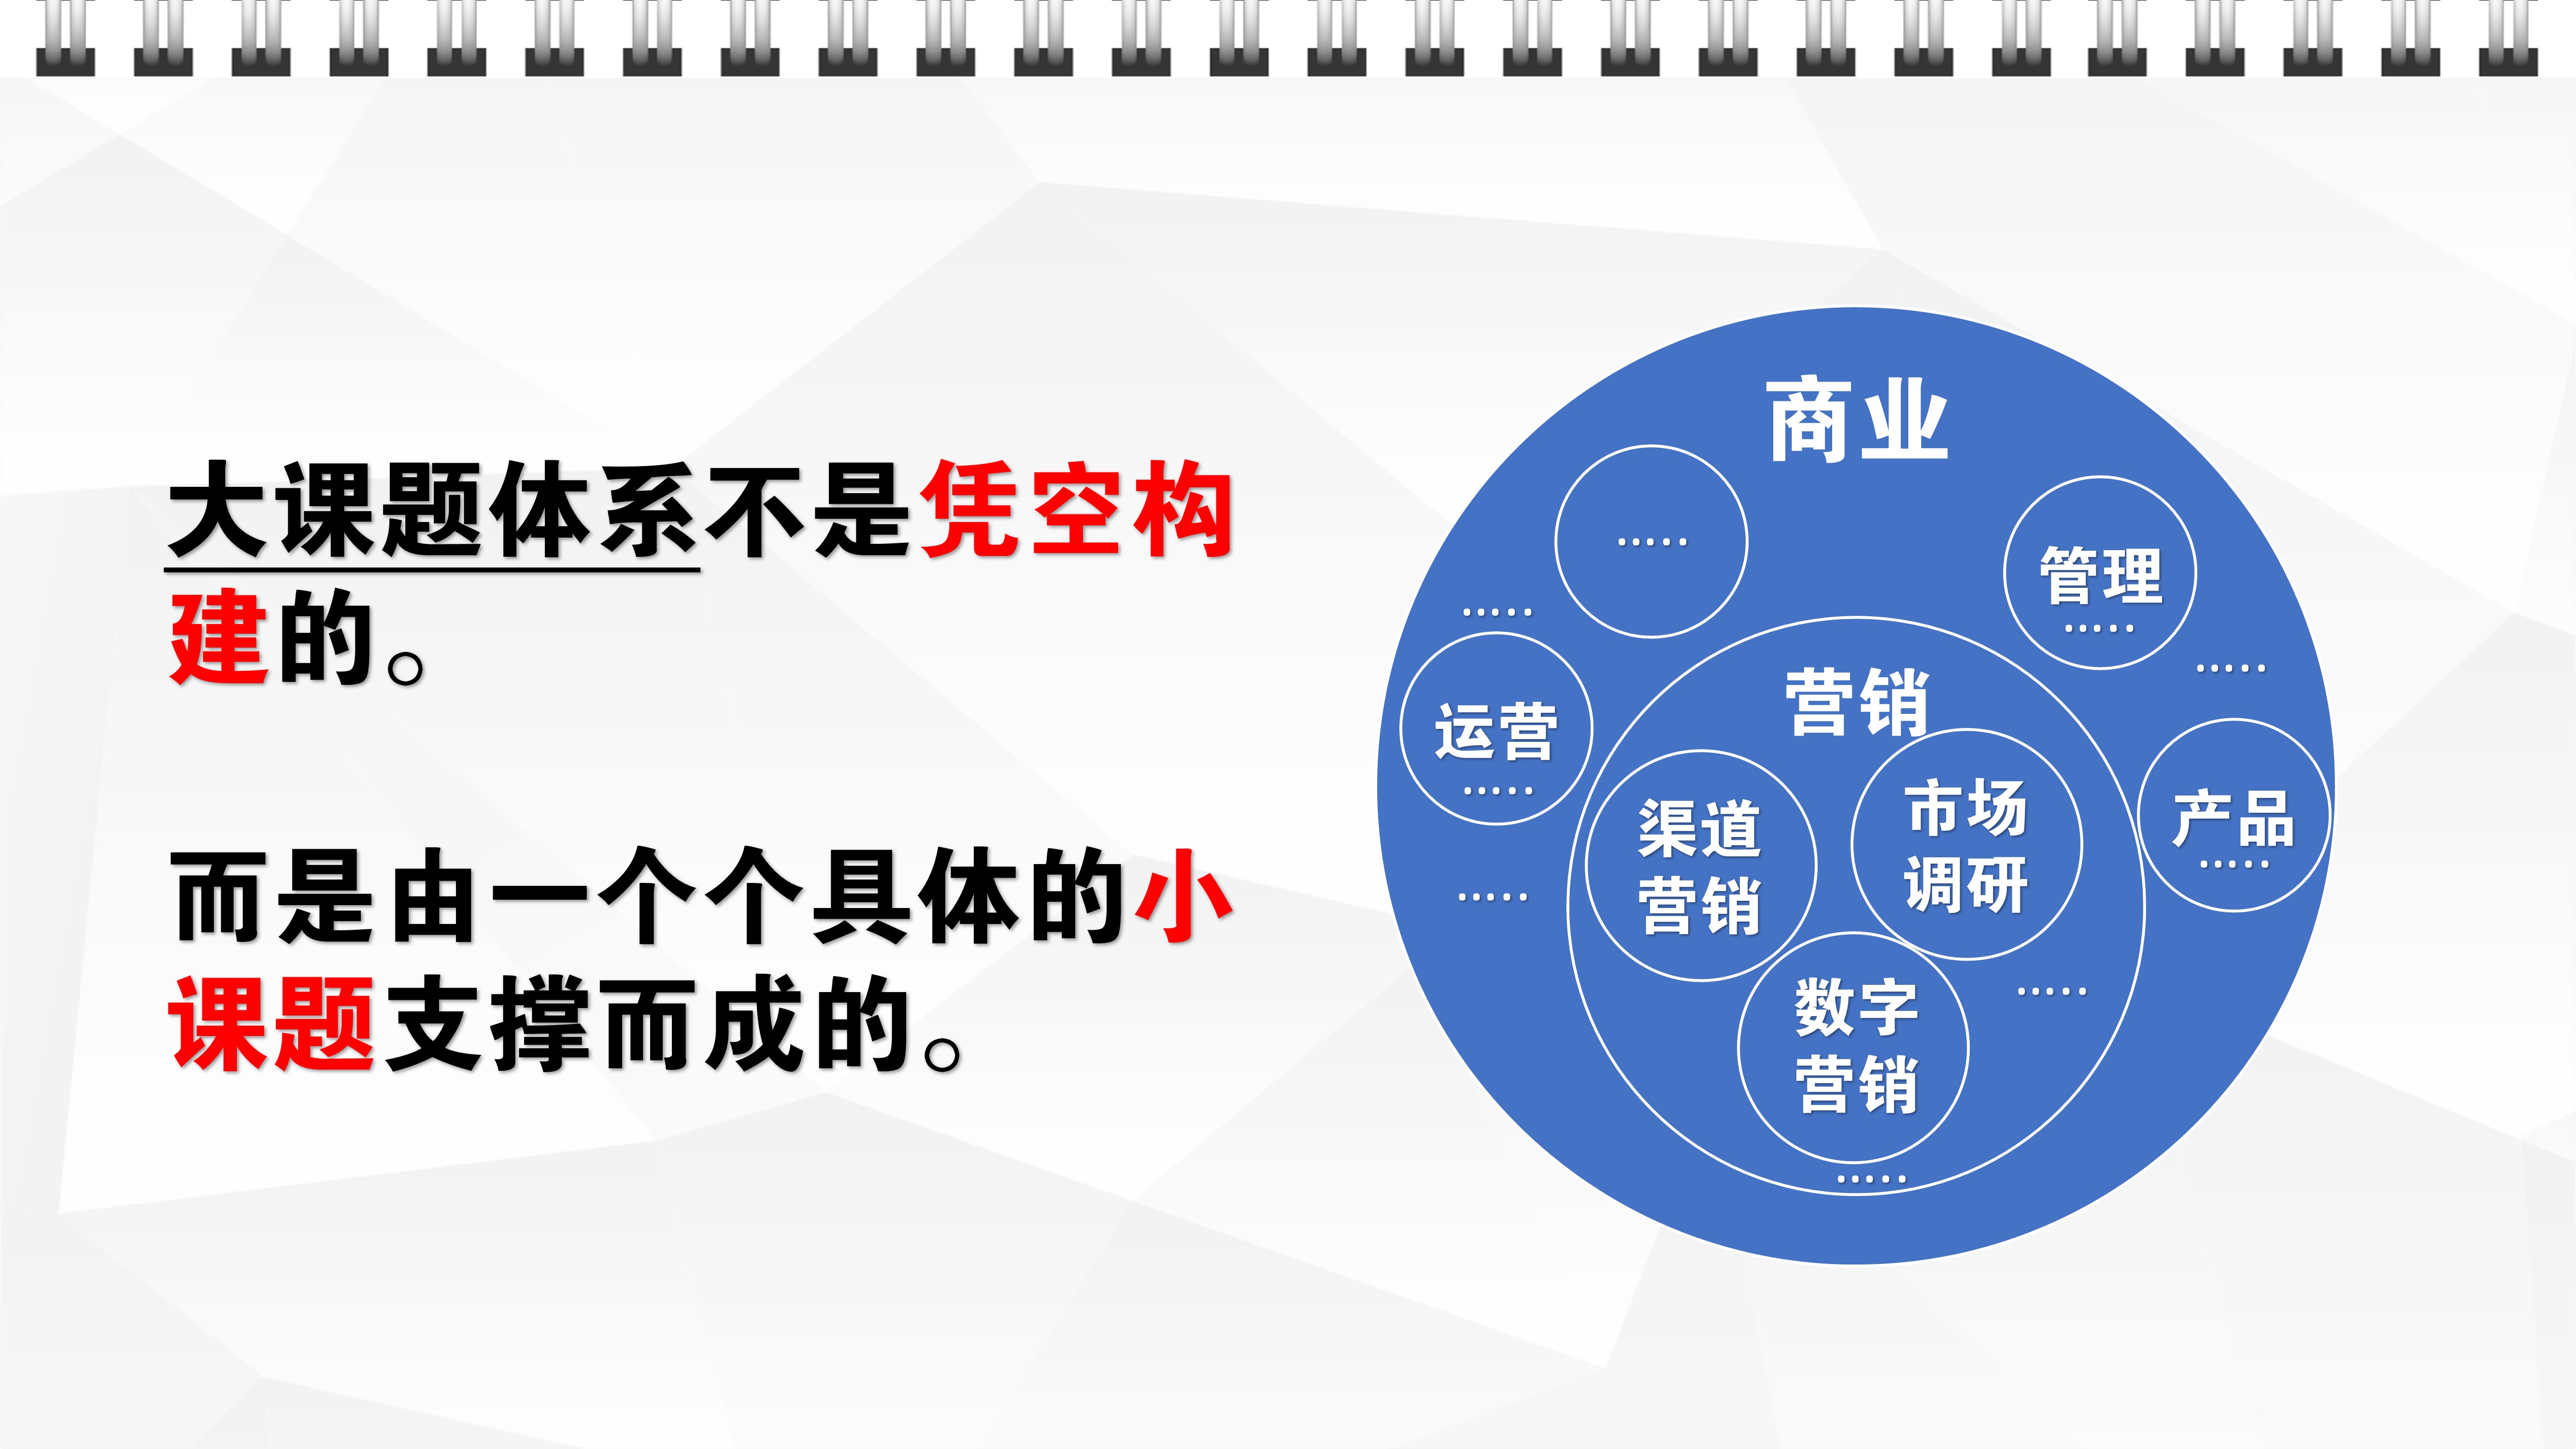 大课题体系不是凭空构
建的。
而是由一个个具体的小
课题支撑而成的。
商业
.....
管理
.....
.....
运营
.....
.....
.....
产品
.....
营销
渠道
营销
市场
调研
数字
营销
.....
.....